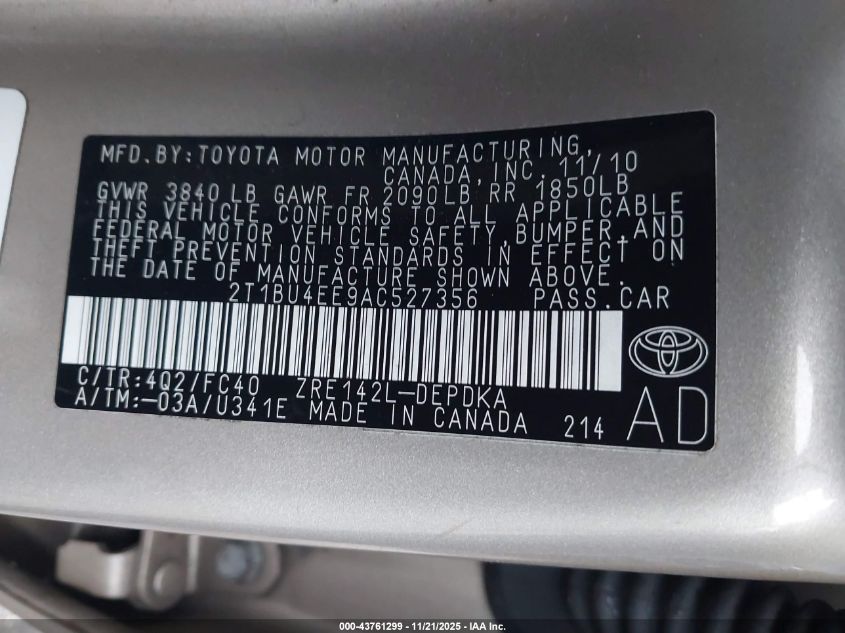 MFD.BY:TOYOTA MOTOR MANUFACTURING,
CANADA, INC. 11/10
GVWR 3840 LB GAWR FR 2090LB RR 1850LB
THIS VEHICLE CONFORMS TO ALL APPLICABLE
FEDERAL MOTOR VEHICLE SAFETY,BUMPER,AND
THEFT PREVENTION STANDARDS IN EFFECT ON
THE DATE OF MANUFACTURE SHOWN ABOVE.
2T1BU4EE9AC527356 PASS.CAR
C/TR:4Q2/FC40 ZRE142L-DEPDKA
A/TM:-03A/U341E MADE IN CANADA 214
AD
000-43761299 - 11/21/2025 - IAA Inc.